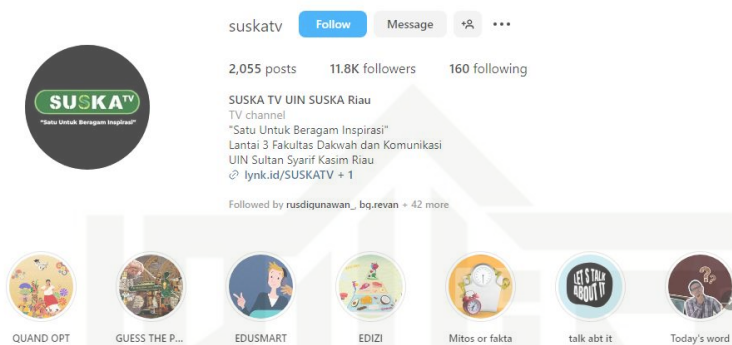 suskatv Follow Message
2,055 posts 11.8K followers 160 following
SUSKA TV
"Satu Untuk Beragam Inspirasi"
SUSKA TV UIN SUSKA Riau
TV channel
"Satu Untuk Beragam Inspirasi"
Lantai 3 Fakultas Dakwah dan Komunikasi
UIN Sultan Syarif Kasim Riau
lynk.id/SUSKATV + 1
Followed by rusdigunawan_, bq.revan + 42 more
LET'S TALK
ABOUT IT
QUAND OPT GUESS THE P... EDUSMART EDIZI Mitos or fakta talk abt it Today's word